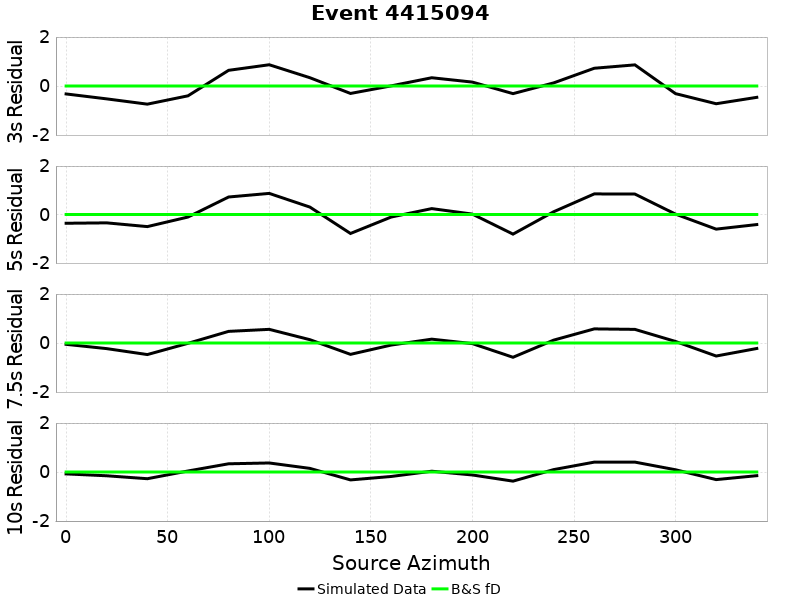 Event 4415094
3s Residual
2
0
-2
5s Residual
2
0
-2
7.5s Residual
2
0
-2
10s Residual
2
0
-2
0 50 100 150 200 250 300
Source Azimuth
Simulated Data B&S fD